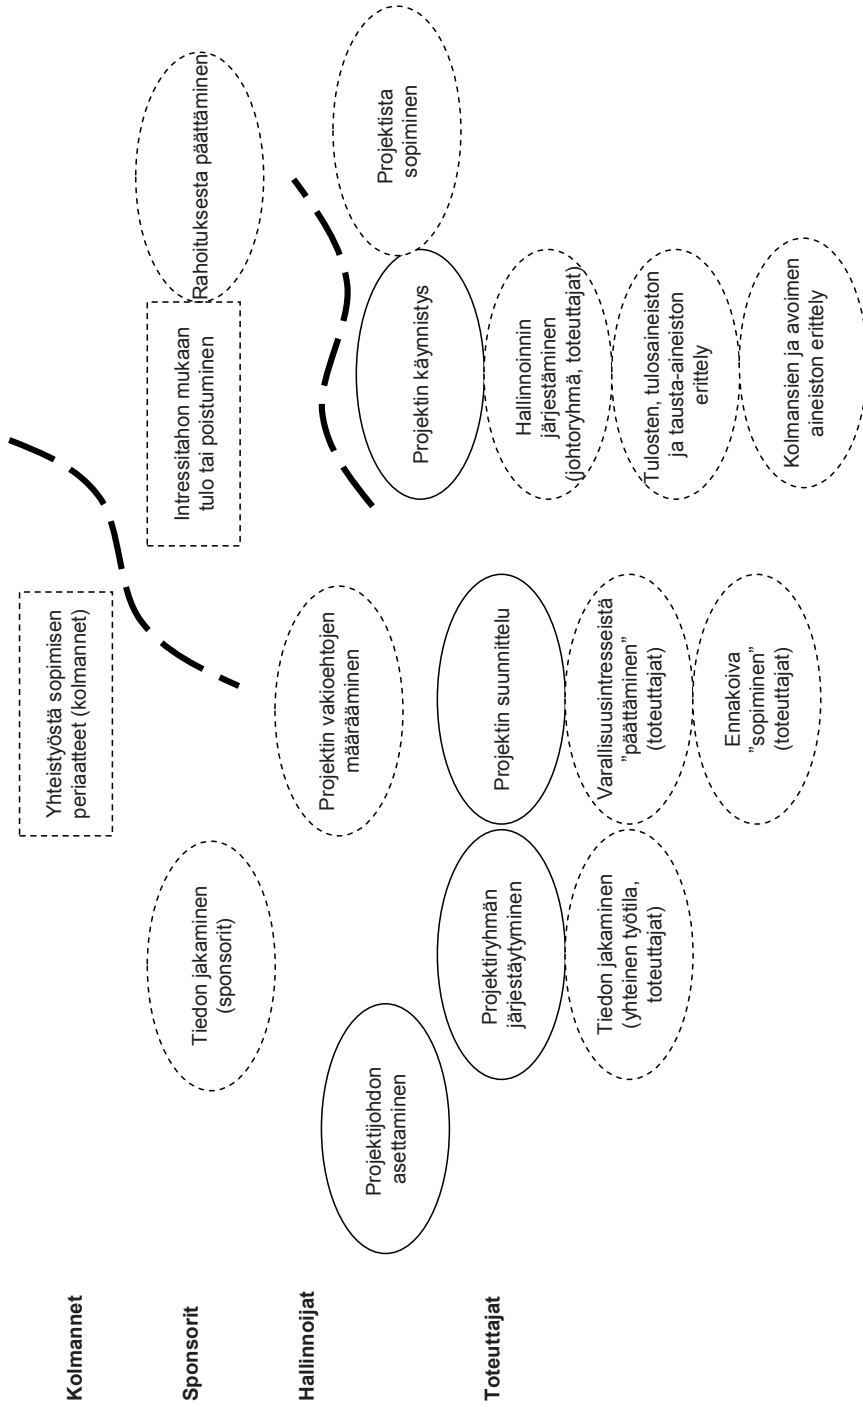 Kolmannet
Yhteistyöstä sopimisen
periaatteet (kolmannet)
Sponsorit
Tiedon jakaminen
(sponsorit)
Intressitahon mukaan
tulo tai poistuminen
Rahoituksesta päättäminen
Hallinnoijat
Projektijohdon
asettaminen
Projektin vakioehtojen
määrääminen
Projektista
sopiminen
Toteuttajat
Projektiryhmän
järjestäytyminen
Tiedon jakaminen
(yhteinen työtila,
toteuttajat)
Projektin suunnittelu
Varallisuusintresseistä
”päättäminen”
(toteuttajat)
Ennakoiva
”sopiminen”
(toteuttajat)
Projektin käynnistys
Hallinnoinnin
järjestäminen
(johtoryhmä, toteuttajat)
Tulosten, tulosaineiston
ja tausta-aineiston
erittely
Kolmansien ja avoimen
aineiston erittely